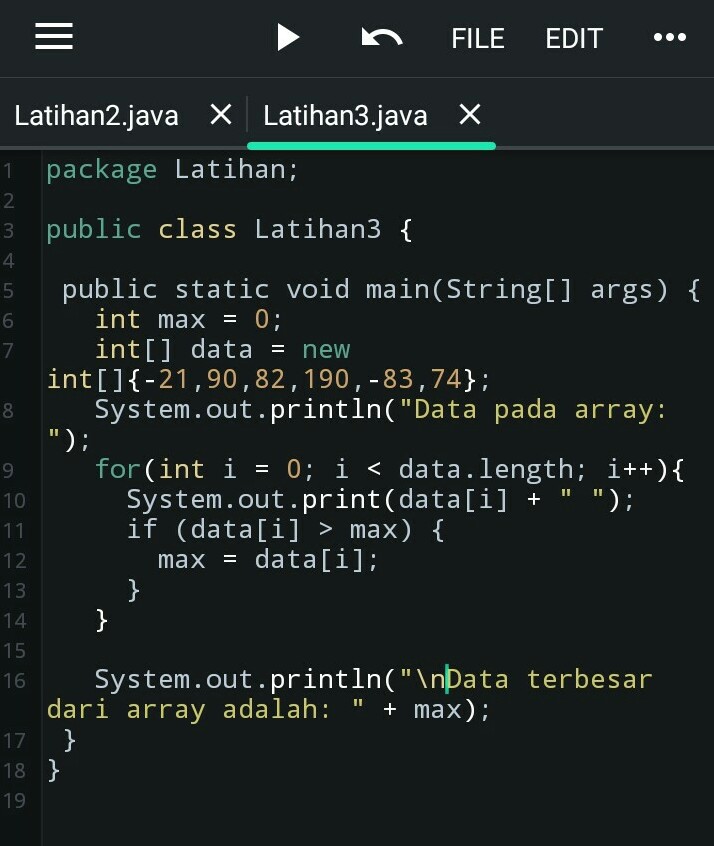 FILE EDIT
Latihan2.java Latihan3.java
1 package Latihan;
2
3 public class Latihan3 {
4
5 public static void main(String[] args) {
6 int max = 0;
7 int[] data = new
int[]{-21,90,82,190,-83,74};
8 System.out.println("Data pada array:
");
9 for(int i = 0; i < data.length; i++){
10 System.out.print(data[i] + " ");
11 if (data[i] > max) {
12 max = data[i];
13 }
14 }
15
16 System.out.println("\nData terbesar
dari array adalah: " + max);
17 }
18 }
19